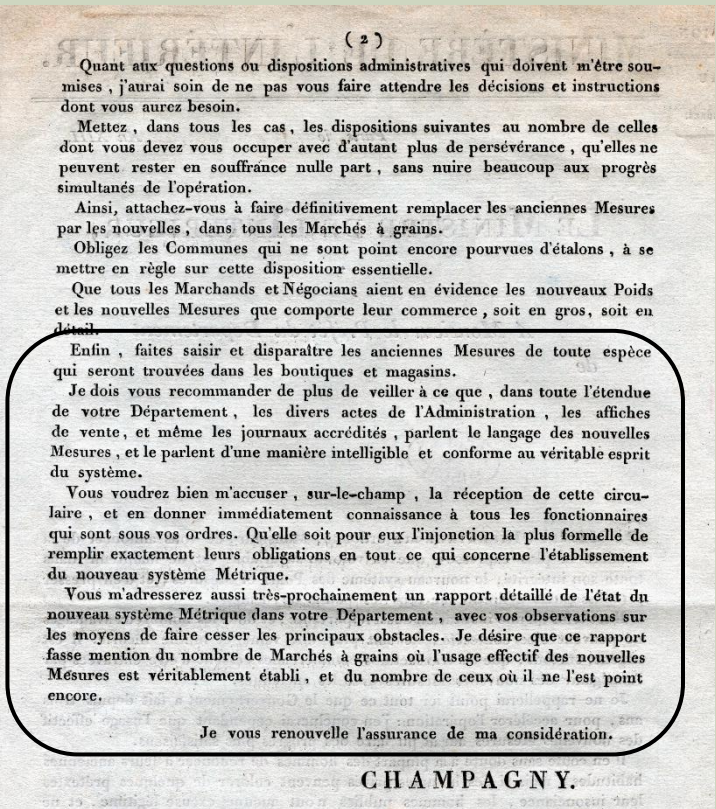 ( 2 )
Quant aux questions ou dispositions administratives qui doivent m'être sou-
mises , j'aurai soin de ne pas vous faire attendre les décisions et instructions
dont vous aurez besoin.
Mettez , dans tous les cas , les dispositions suivantes au nombre de celles
dont vous devez vous occuper avec d'autant plus de persévérance , qu'elles ne
peuvent rester en souffrance nulle part , sans nuire beaucoup aux progrès
simultanés de l'opération.
Ainsi, attachez-vous à faire définitivement remplacer les anciennes Mesures
par les nouvelles , dans tous les Marchés à grains.
Obligez les Communes qui ne sont point encore pourvues d'étalons , à se
mettre en règle sur cette disposition essentielle.
Que tous les Marchands et Négocians aient en évidence les nouveaux Poids
et les nouvelles Mesures que comporte leur commerce , soit en gros, soit en
détail.
Enfin , faites saisir et disparaître les anciennes Mesures de toute espèce
qui seront trouvées dans les boutiques et magasins.
Je dois vous recommander de plus de veiller à ce que , dans toute l'étendue
de votre Département , les divers actes de l'Administration , les affiches
de vente, et même les journaux accrédités , parlent le langage des nouvelles
Mesures , et le parlent d'une manière intelligible et conforme au véritable esprit
du système.
Vous voudrez bien m'accuser , sur-le-champ , la réception de cette circu-
laire , et en donner immédiatement connaissance à tous les fonctionnaires
qui sont sous vos ordres. Qu'elle soit pour eux l'injonction la plus formelle de
remplir exactement leurs obligations en tout ce qui concerne l'établissement
du nouveau système Métrique.
Vous m'adresserez aussi très-prochainement un rapport détaillé de l'état du
nouveau système Métrique dans votre Département , avec vos observations sur
les moyens de faire cesser les principaux obstacles. Je désire que ce rapport
fasse mention du nombre de Marchés à grains où l'usage effectif des nouvelles
Mesures est véritablement établi , et du nombre de ceux où il ne l'est point
encore.
Je vous renouvelle l'assurance de ma considération.
CHAMPAGNY.